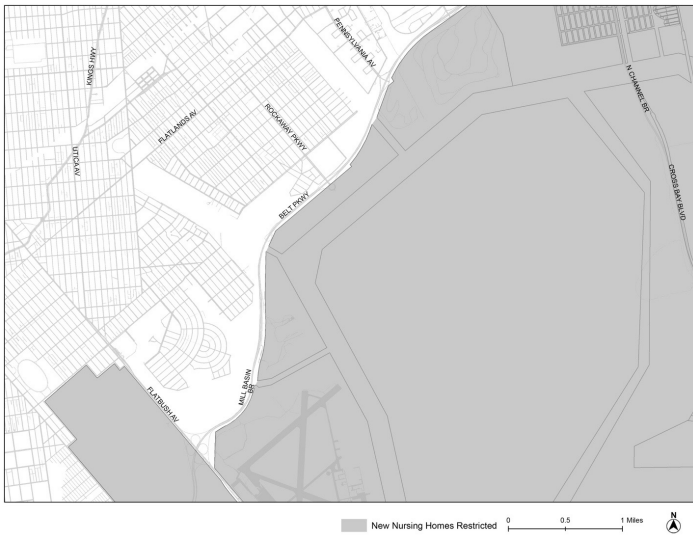 PENNSYLVANIA AV
KINGS HWY
N CHANNEL BR
FLATLANDS AV
ROCKAWAY PKWY
UTICA AV
CROSS BAY BLVD
BELT PKWY
MILL BASIN
BR
FLATBUSH AV
New Nursing Homes Restricted
0 0.5 1 Miles
N